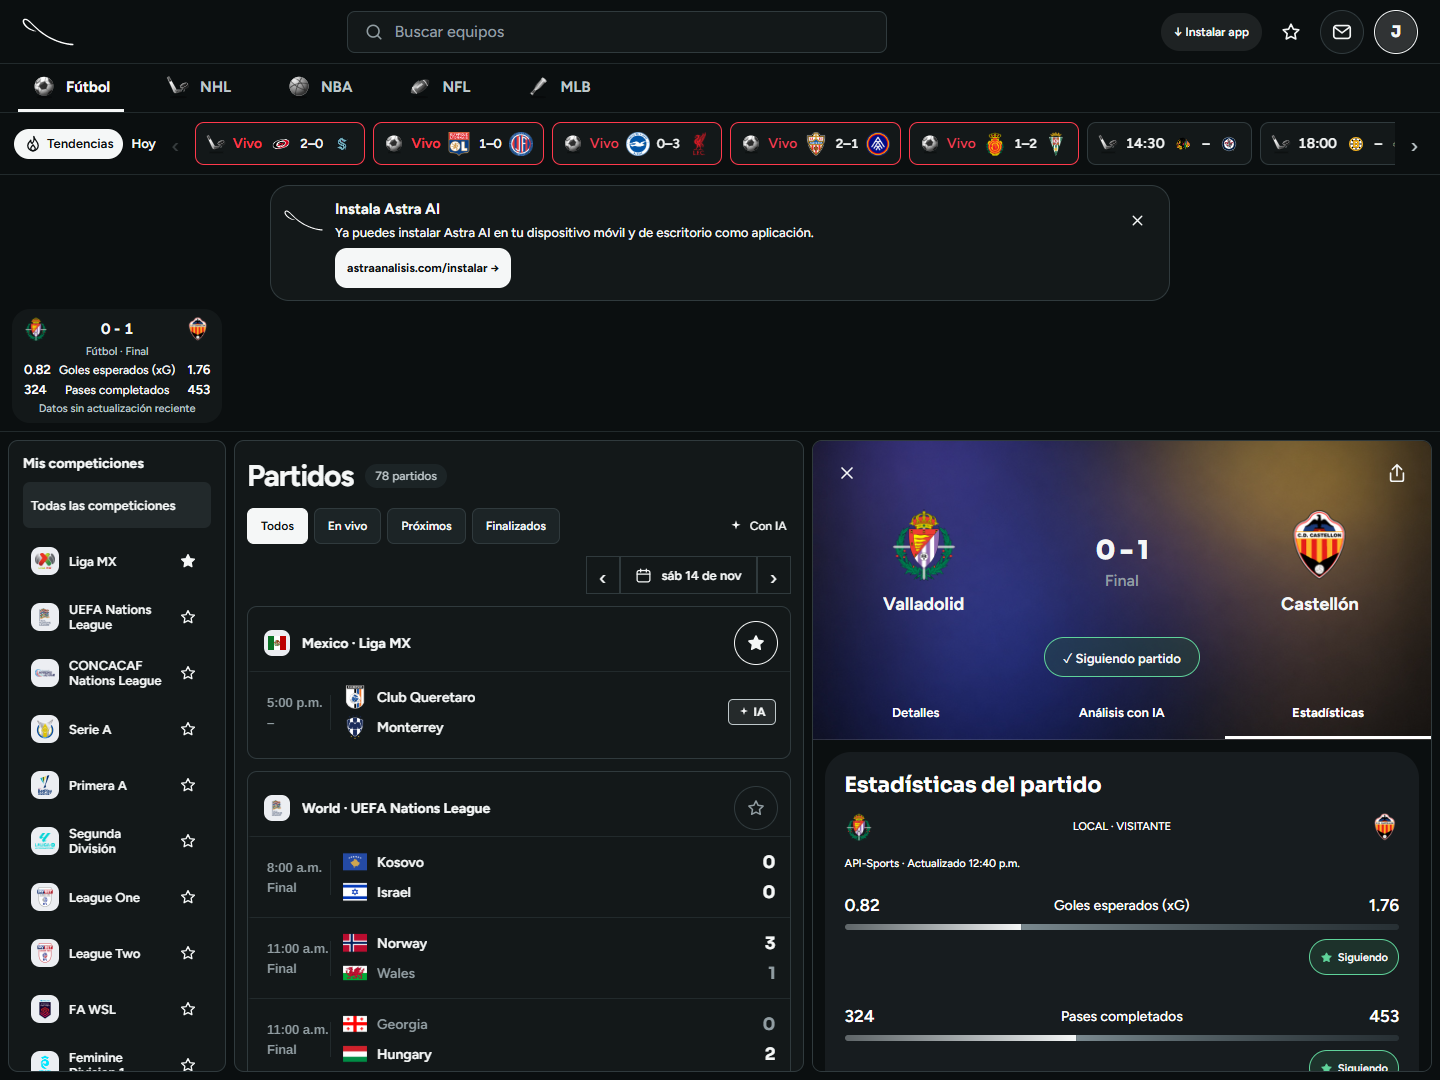 Buscar equipos
↓ Instalar app
J
Fútbol
NHL
NBA
NFL
MLB
Tendencias
Hoy
Vivo 2–0
Vivo 1–0
Vivo 0–3
Vivo 2–1
Vivo 1–2
14:30 –
18:00 –
Instala Astra AI
Ya puedes instalar Astra AI en tu dispositivo móvil y de escritorio como aplicación.
astraanalisis.com/instalar →
0 - 1
Fútbol · Final
0.82 Goles esperados (xG) 1.76
324 Pases completados 453
Datos sin actualización reciente
Mis competiciones
Todas las competiciones
Liga MX
UEFA Nations
League
CONCACAF
Nations League
Serie A
Primera A
Segunda
División
League One
League Two
FA WSL
Feminine
Division 1
Partidos
78 partidos
Todos
En vivo
Próximos
Finalizados
Con IA
sáb 14 de nov
Mexico · Liga MX
5:00 p.m.
–
Club Queretaro
Monterrey
IA
World · UEFA Nations League
8:00 a.m.
Final
Kosovo 0
Israel 0
11:00 a.m.
Final
Norway 3
Wales 1
11:00 a.m.
Final
Georgia 0
Hungary 2
0 - 1
Final
Valladolid
C.D. CASTELLON
Castellón
✓ Siguiendo partido
Detalles
Análisis con IA
Estadísticas
Estadísticas del partido
LOCAL · VISITANTE
API-Sports · Actualizado 12:40 p.m.
0.82 Goles esperados (xG) 1.76
Siguiendo
324 Pases completados 453
Siguiendo